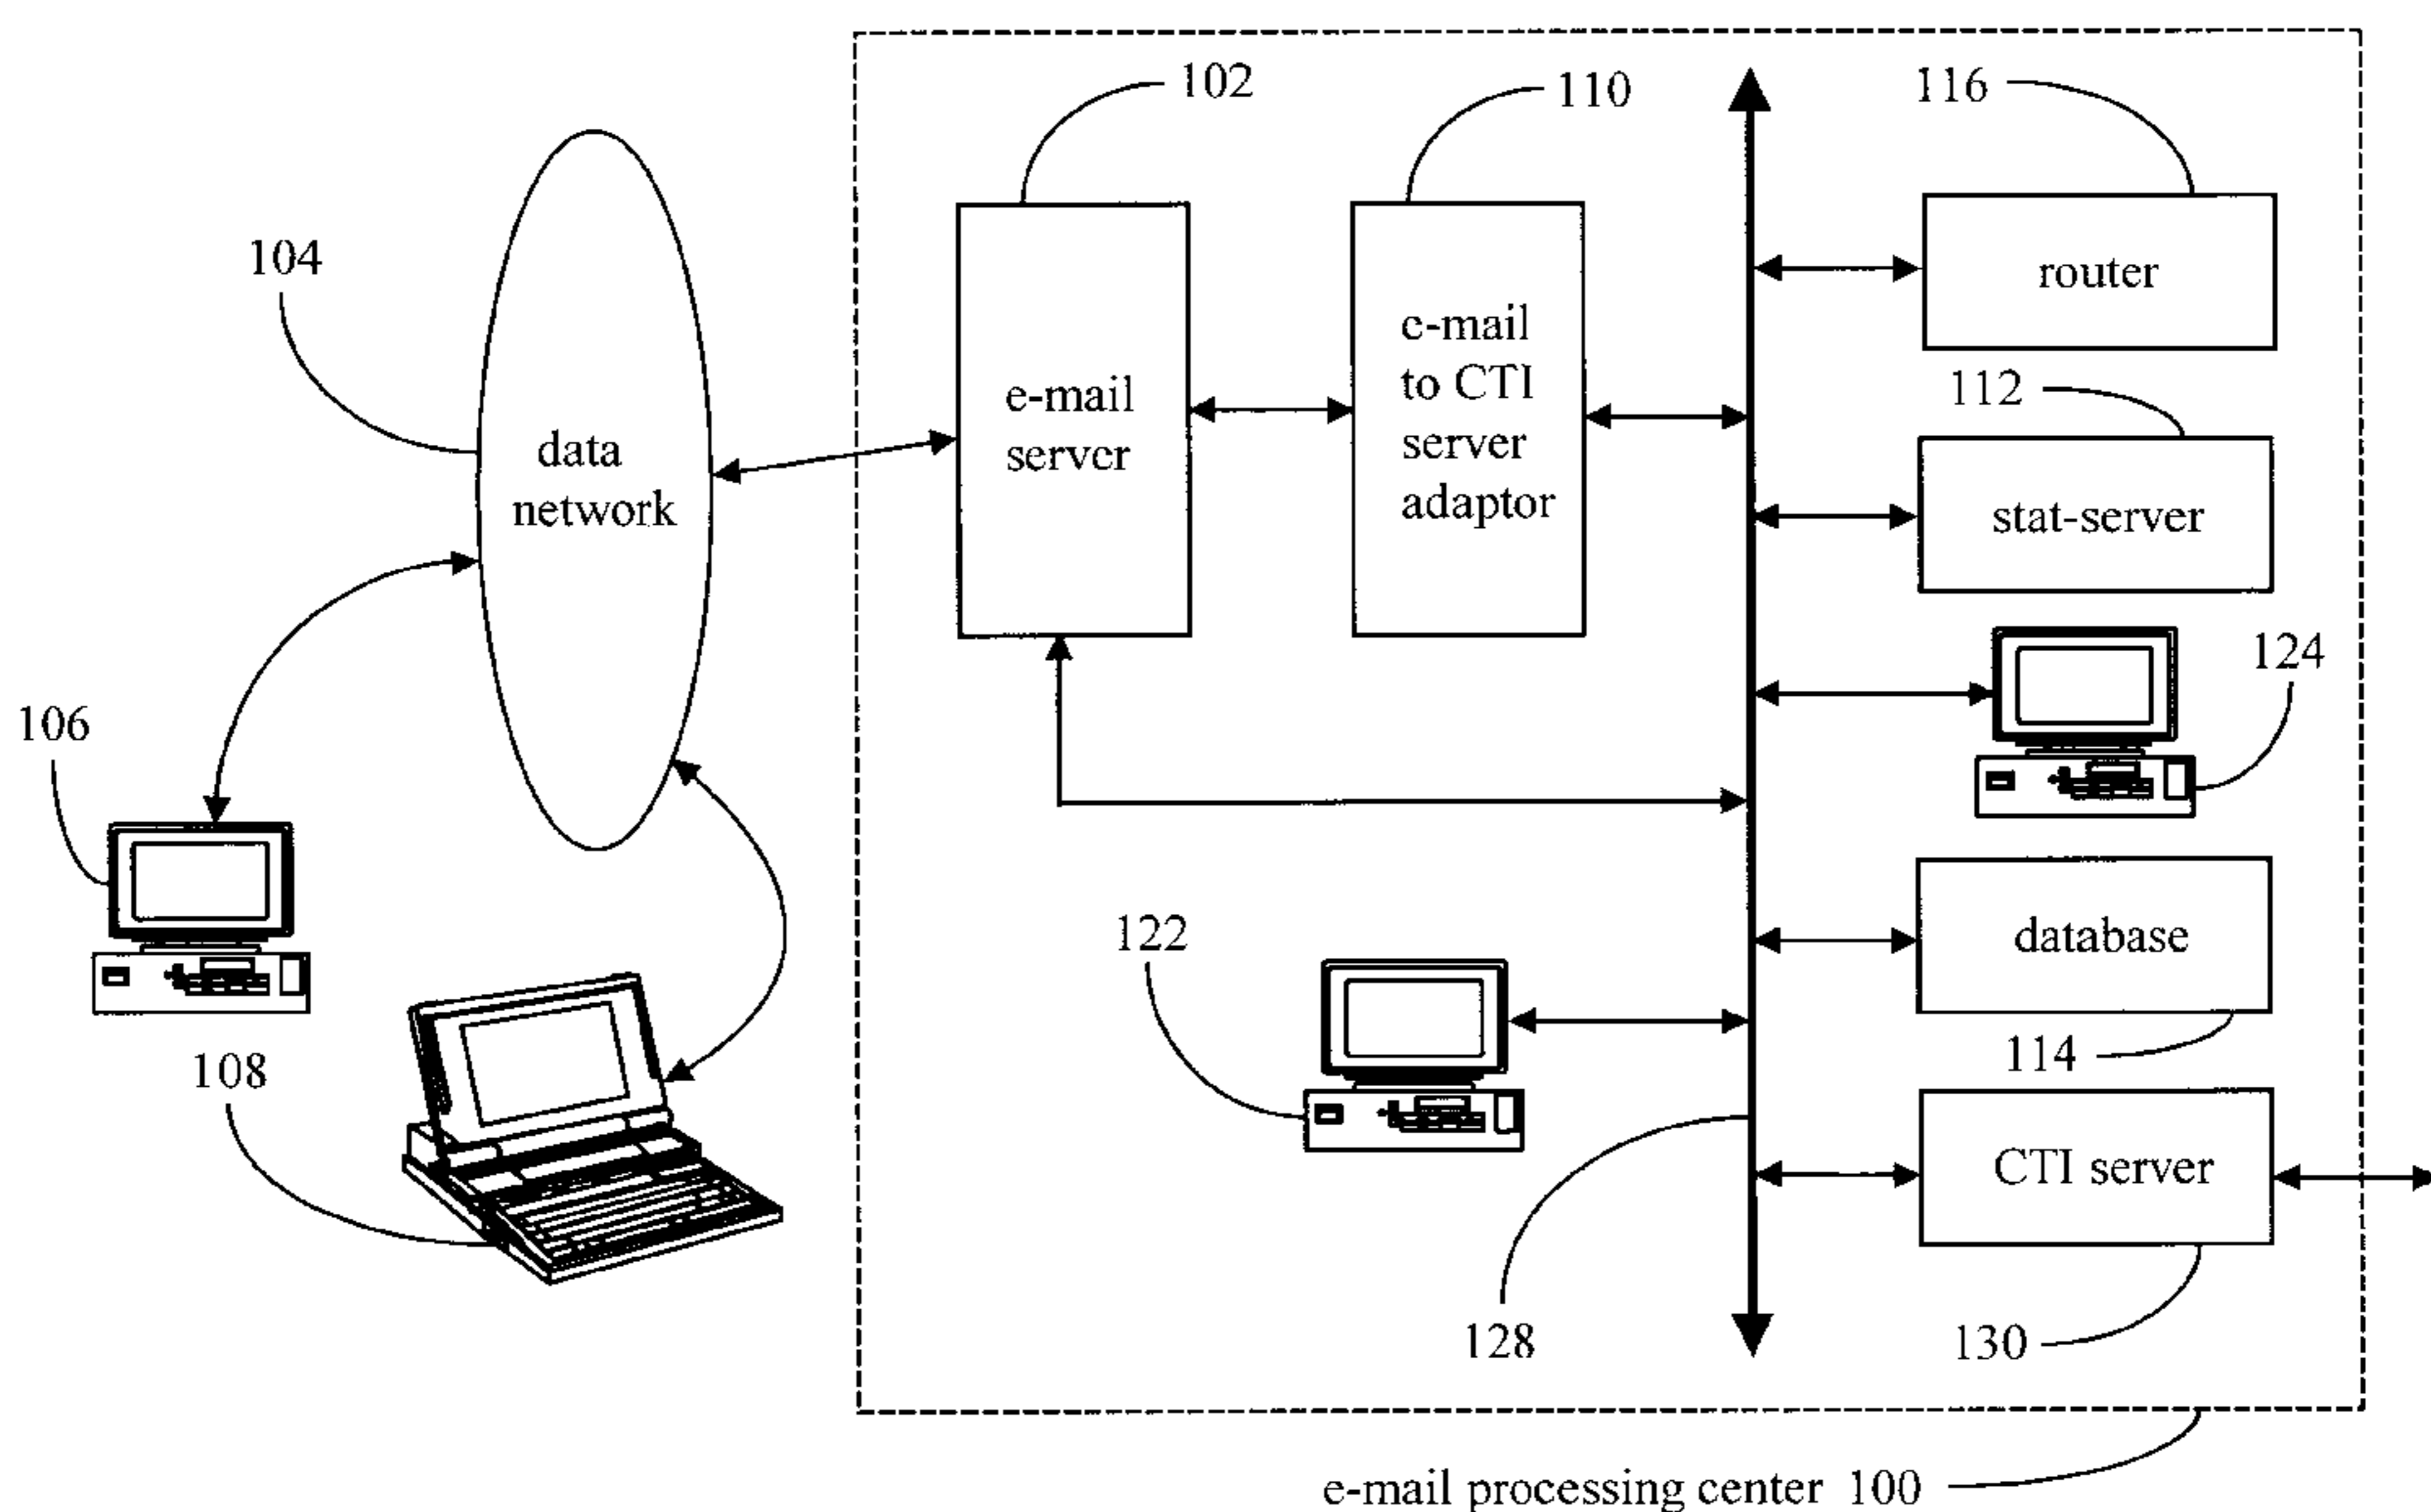 102
110
116
104
router
e-mail
to CTI
server
adaptor
112
e-mail
server
data
network
stat-server
124
106
122
database
108
114
CTI server
128
130
e-mail processing center 100